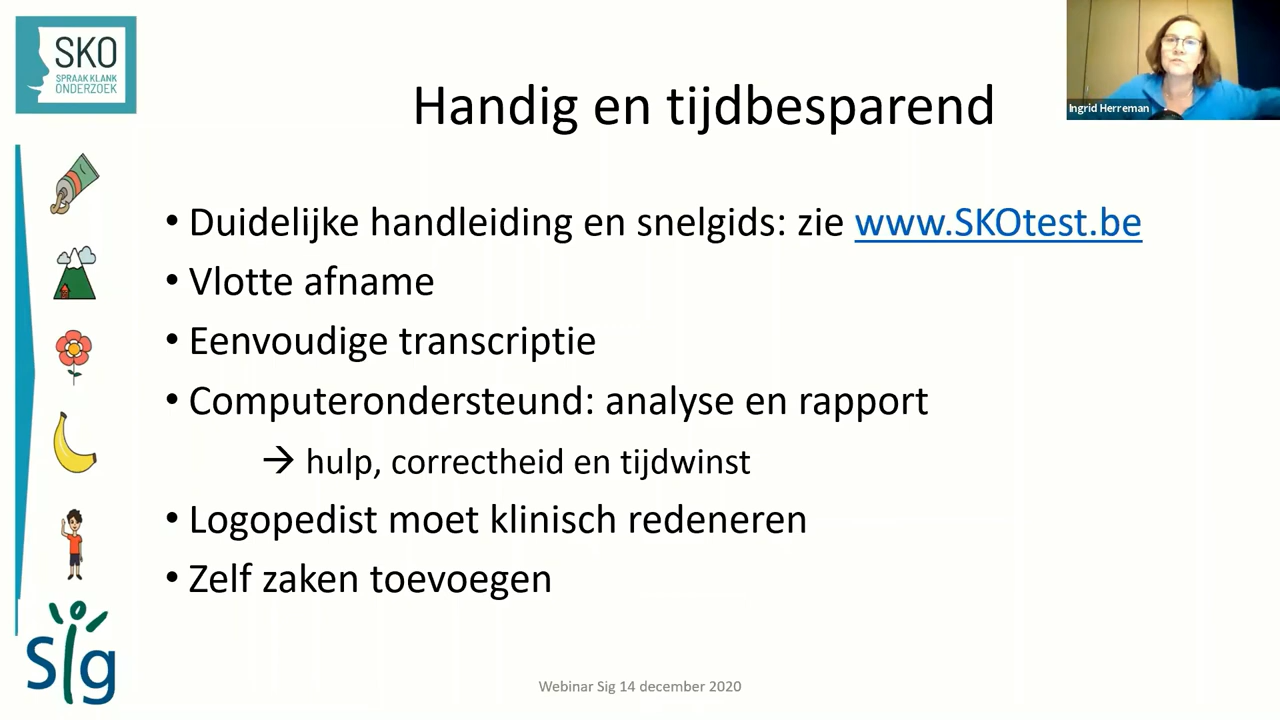 SKO
SPRAAK KLANK
ONDERZOEK
Ingrid Herreman
Handig en tijdbesparend
• Duidelijke handleiding en snelgids: zie www.SKOtest.be
• Vlotte afname
• Eenvoudige transcriptie
• Computerondersteund: analyse en rapport
→ hulp, correctheid en tijdwinst
• Logopedist moet klinisch redeneren
• Zelf zaken toevoegen
sig
Webinar Sig 14 december 2020